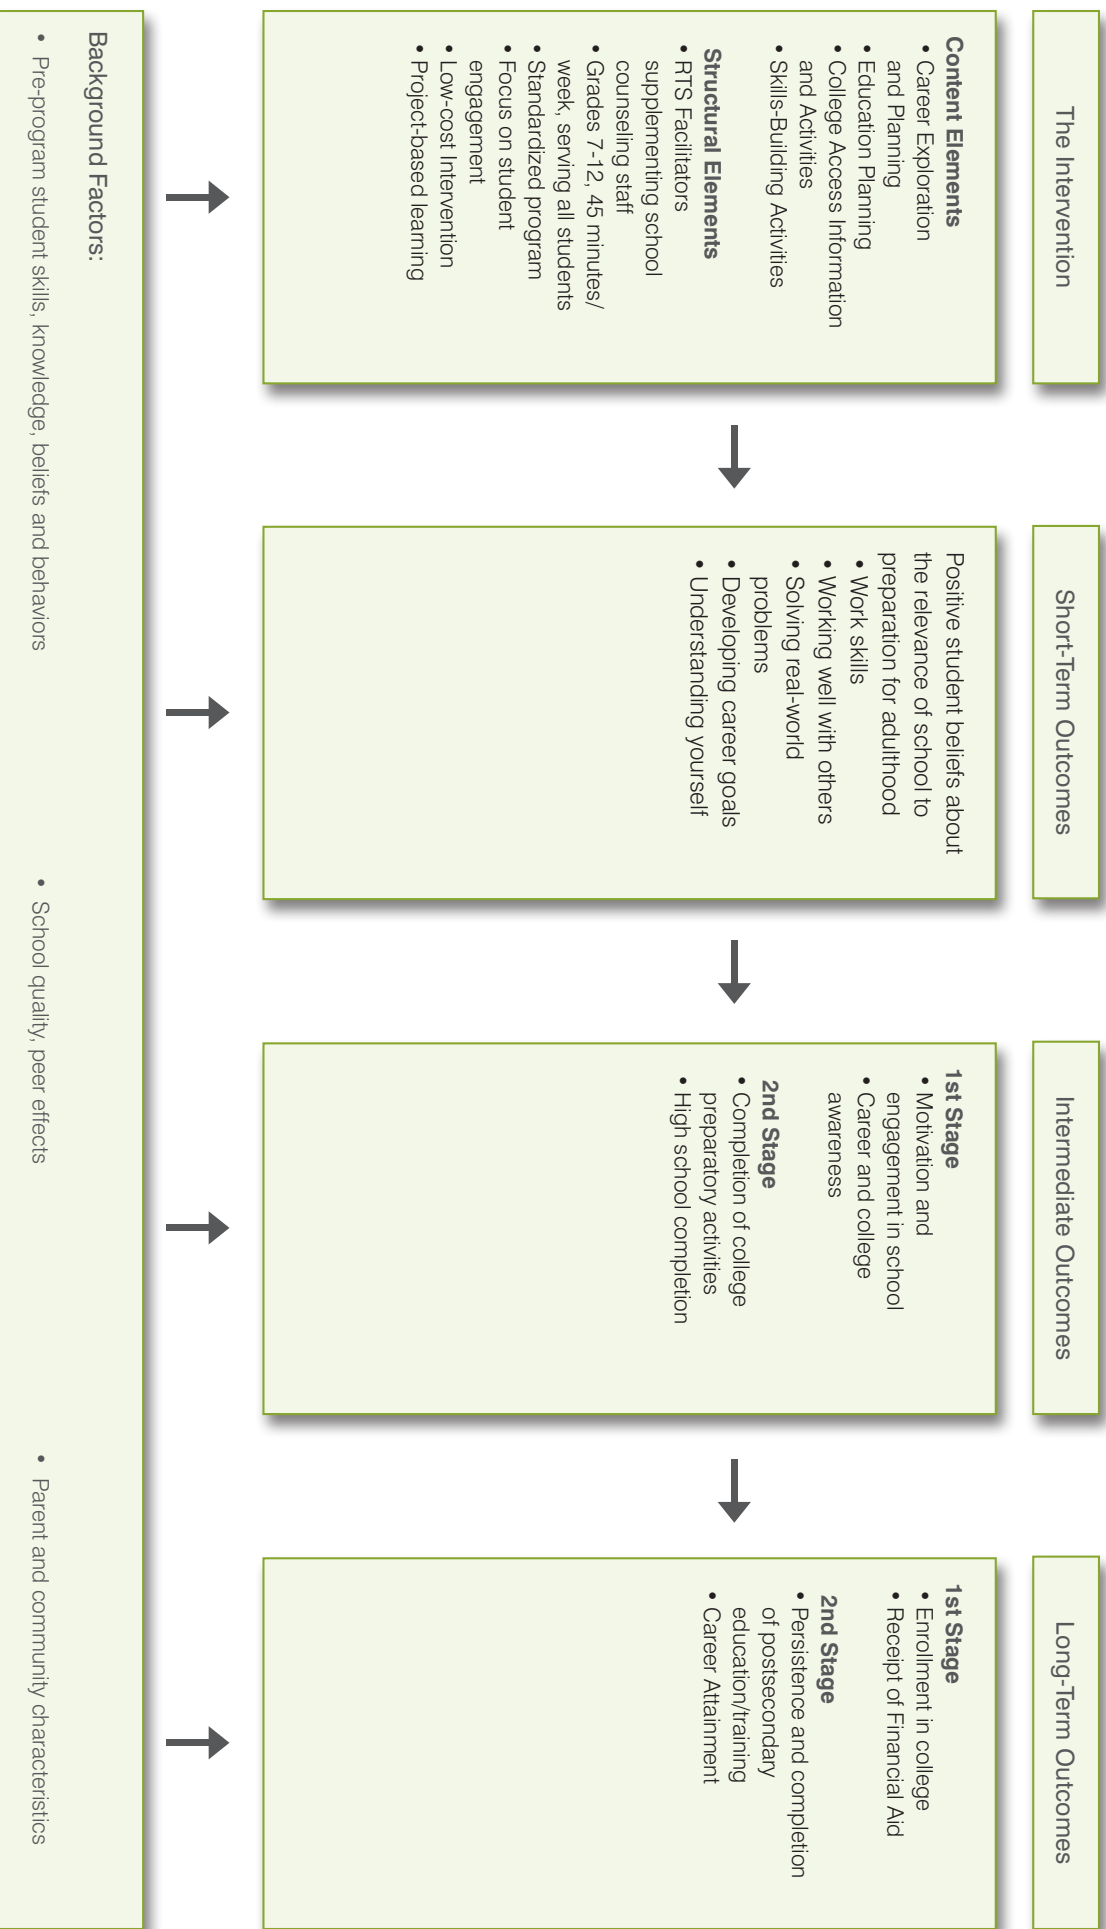 The Intervention
Content Elements
• Career Exploration
and Planning
• Education Planning
• College Access Information
and Activities
• Skills-Building Activities
Structural Elements
• RTS Facilitators
supplementing school
counseling staff
• Grades 7-12, 45 minutes/
week, serving all students
• Standardized program
• Focus on student
engagement
• Low-cost Intervention
• Project-based learning
Short-Term Outcomes
Positive student beliefs about
the relevance of school to
preparation for adulthood
• Work skills
• Working well with others
• Solving real-world
problems
• Developing career goals
• Understanding yourself
Intermediate Outcomes
1st Stage
• Motivation and
engagement in school
• Career and college
awareness
2nd Stage
• Completion of college
preparatory activities
• High school completion
Long-Term Outcomes
1st Stage
• Enrollment in college
• Receipt of Financial Aid
2nd Stage
• Persistence and completion
of postsecondary
education/training
• Career Attainment
Background Factors:
• Pre-program student skills, knowledge, beliefs and behaviors
• School quality, peer effects
• Parent and community characteristics